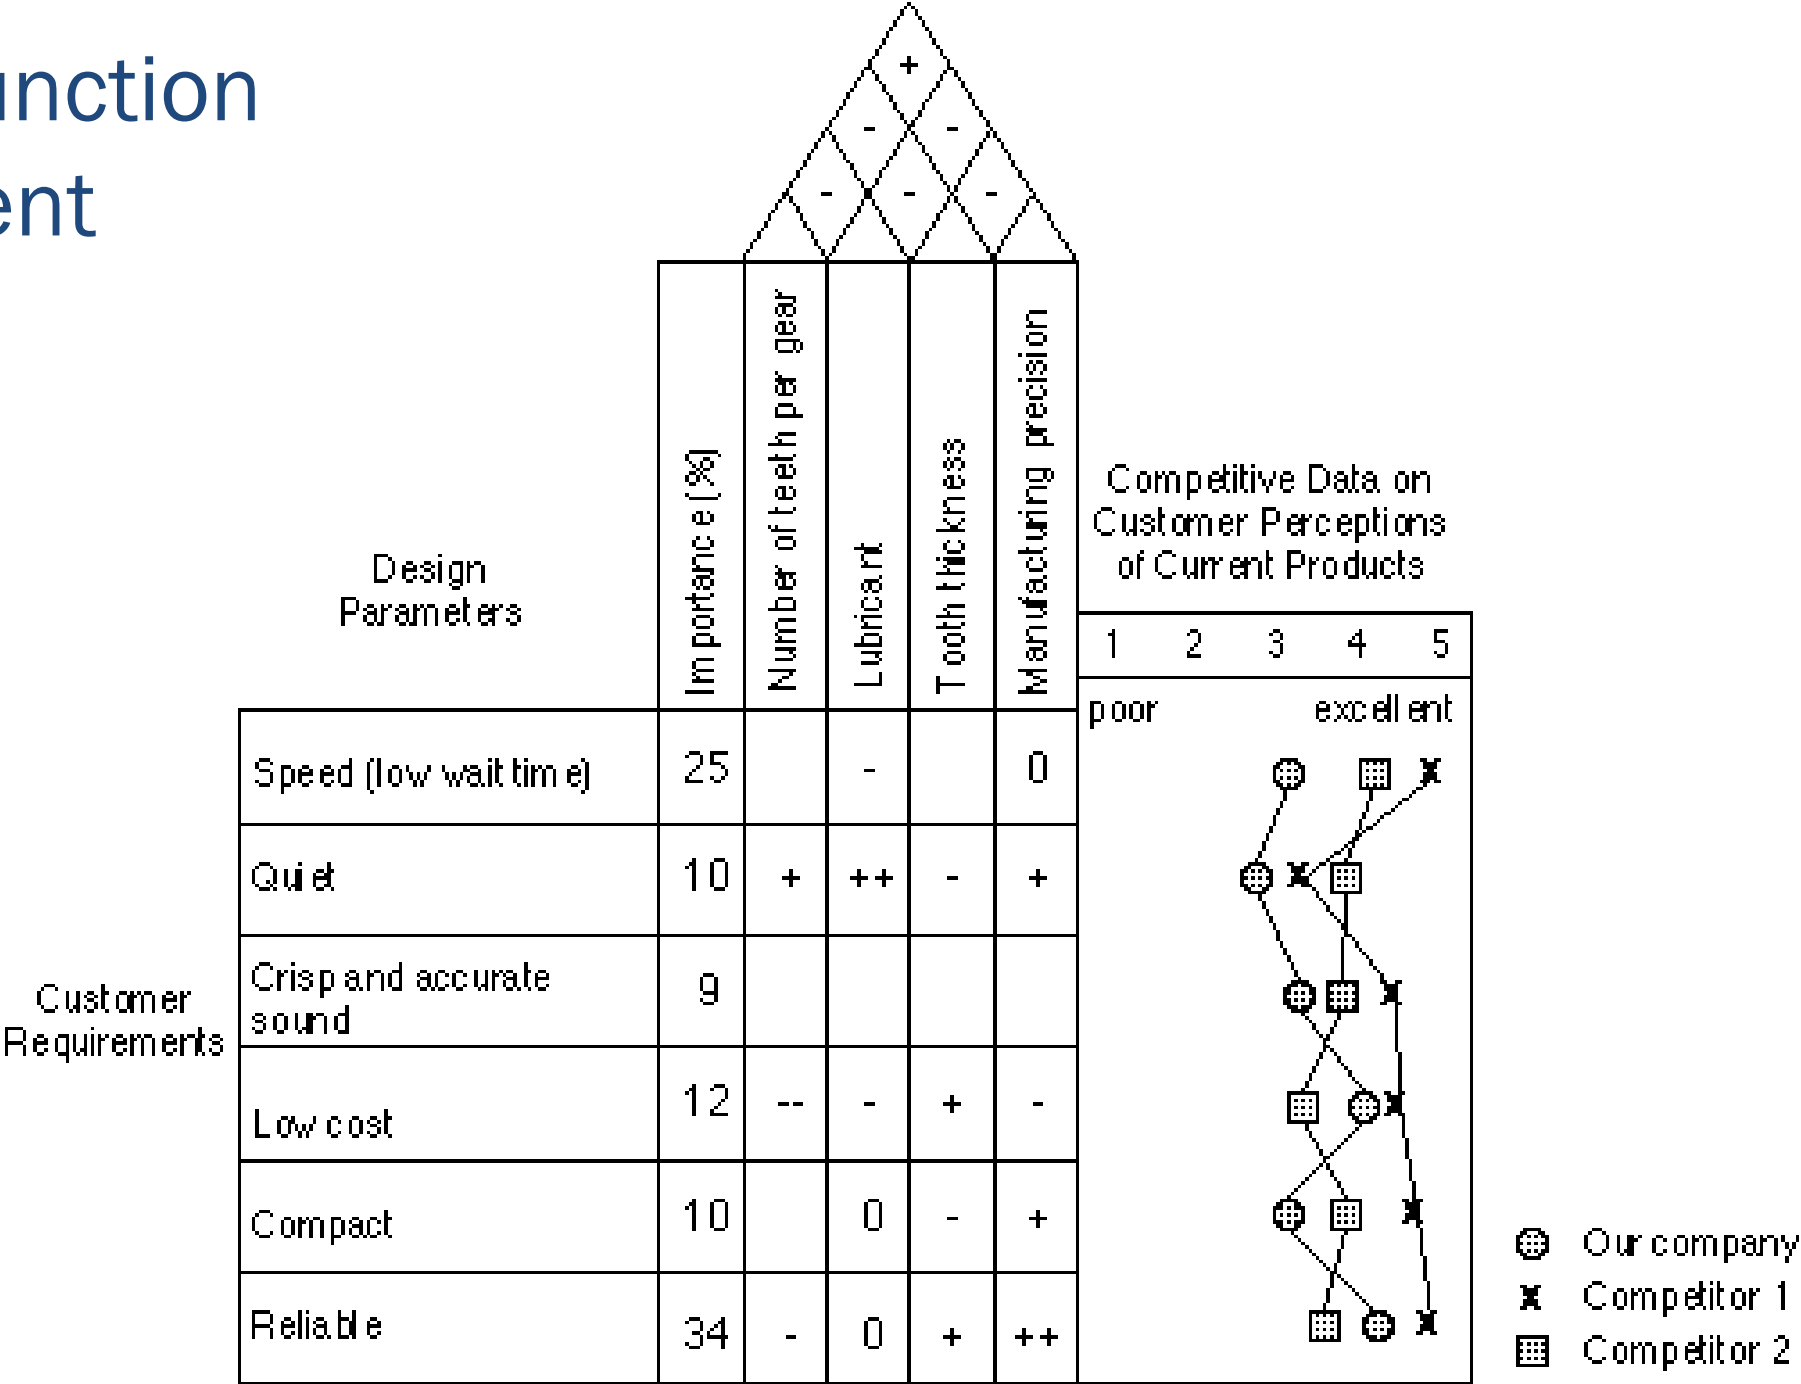 unction
ent
+
- -
- - -
Importance (%)
Number of teeth per gear
Lubricant
Tooth thickness
Manufacturing precision
Design
Parameters
Competitive Data on
Customer Perceptions
of Current Products
1 2 3 4 5
poor excellent
Customer
Requirements
Speed (low wait time) 25 - 0
Quiet 10 + ++ - +
Crisp and accurate
sound
9
Low cost 12 -- - + -
Compact 10 0 - +
Reliable 34 - 0 + ++
Our company
Competitor 1
Competitor 2